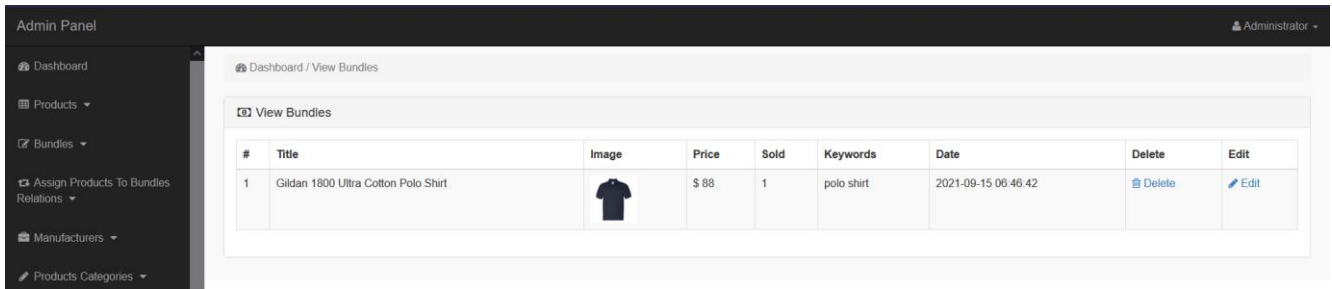 Admin Panel
Administrator
Dashboard
Products
Bundles
Assign Products To Bundles
Relations
Manufacturers
Products Categories
Dashboard / View Bundles
View Bundles
# Title Image Price Sold Keywords Date Delete Edit
1 Gildan 1800 Ultra Cotton Polo Shirt $ 88 1 polo shirt 2021-09-15 06:46:42 Delete Edit